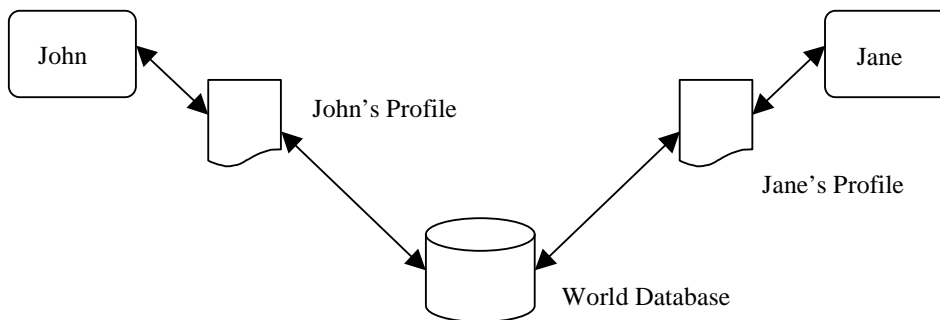 John
Jane
John’s Profile
Jane’s Profile
World Database